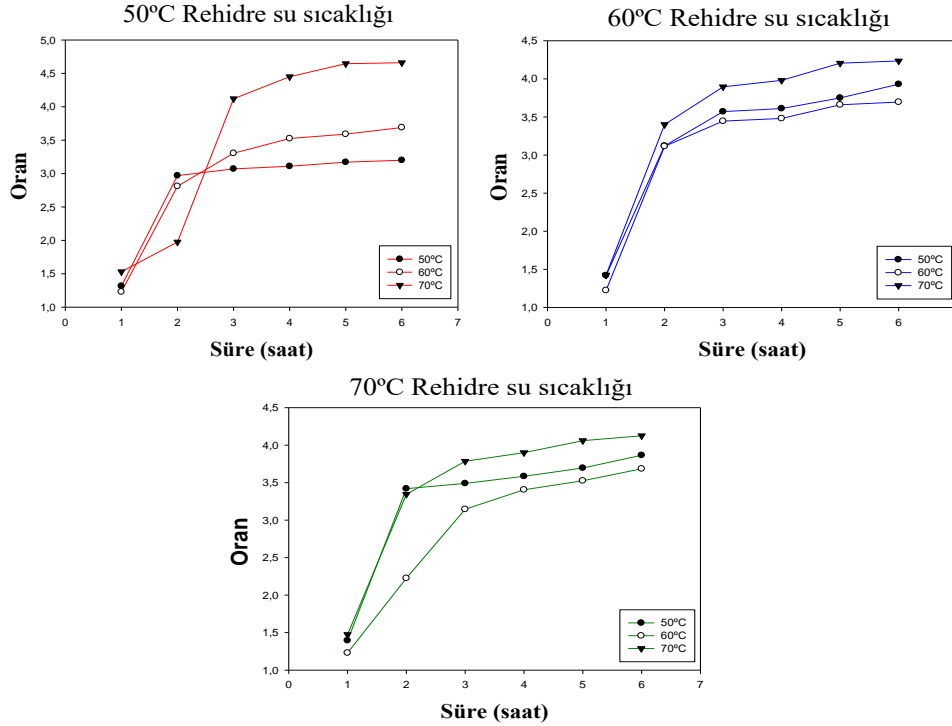 50ºC Rehidre su sıcaklığı
5,0
4,5
4,0
3,5
3,0
2,5
2,0
1,5
1,0
Oran
50ºC
60ºC
70ºC
0 1 2 3 4 5 6 7
Süre (saat)
60ºC Rehidre su sıcaklığı
4,5
4,0
3,5
3,0
2,5
2,0
1,5
1,0
Oran
50ºC
60ºC
70ºC
0 1 2 3 4 5 6
Süre (saat)
70ºC Rehidre su sıcaklığı
4,5
4,0
3,5
3,0
2,5
2,0
1,5
1,0
Oran
50ºC
60ºC
70ºC
0 1 2 3 4 5 6 7
Süre (saat)